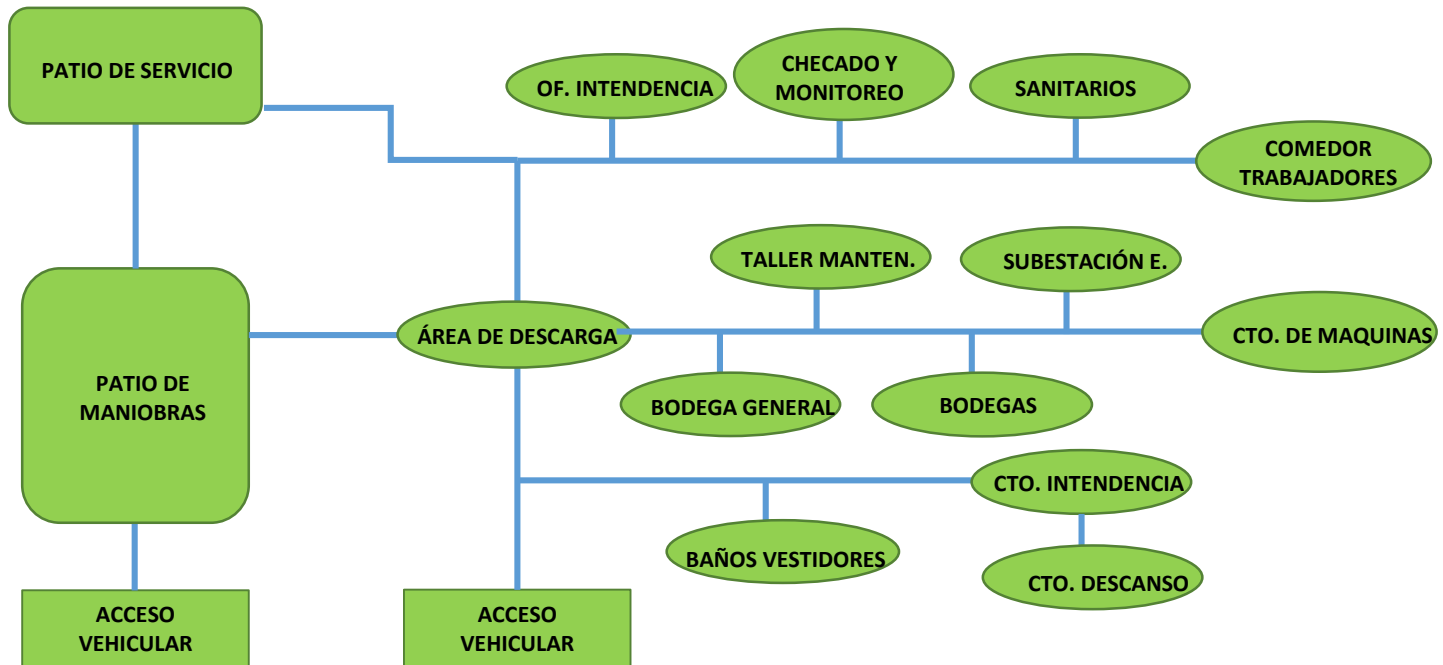 PATIO DE SERVICIO
OF. INTENDENCIA
CHECADO Y
MONITOREO
SANITARIOS
COMEDOR
TRABAJADORES
TALLER MANTEN.
SUBESTACIÓN E.
ÁREA DE DESCARGA
CTO. DE MAQUINAS
PATIO DE
MANIOBRAS
BODEGA GENERAL
BODEGAS
CTO. INTENDENCIA
BAÑOS VESTIDORES
CTO. DESCANSO
ACCESO
VEHICULAR
ACCESO
VEHICULAR